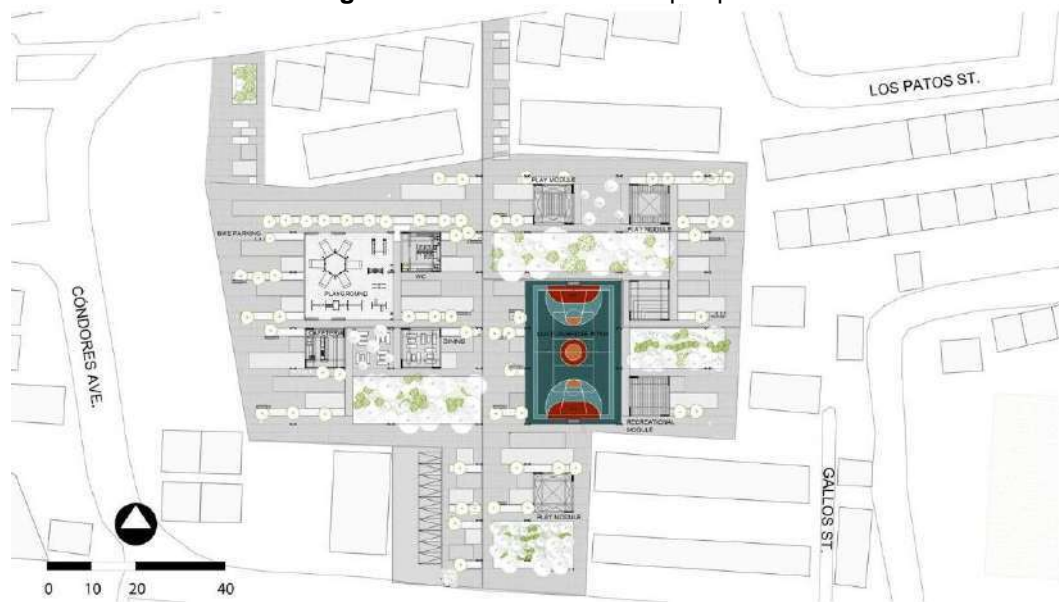 LOS PATOS ST.
PLAY MODULE
PLAY MODULE
BIKE PARKING
WC
PLAYGROUND
CÓNDORES AVE.
CAFETERIA
DINING
RECREATIONAL
MODULE
GALLOS ST.
PLAY MODULE
0 10 20 40